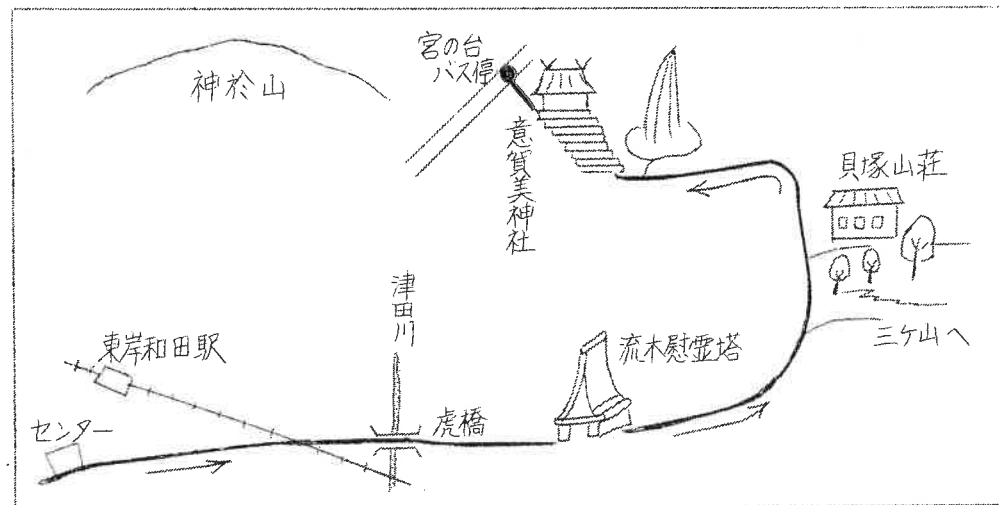 神於山
宮の台
バス停
意賀美神社
貝塚山荘
津田川
東岸和田駅
流木慰霊塔
三ケ山へ
虎橋
センター